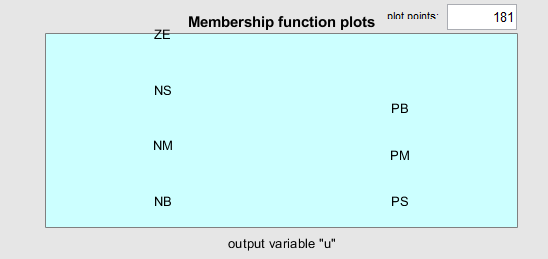 Membership function plots
plot points:
181
ZE
NS
PB
NM
PM
NB
PS
output variable "u"